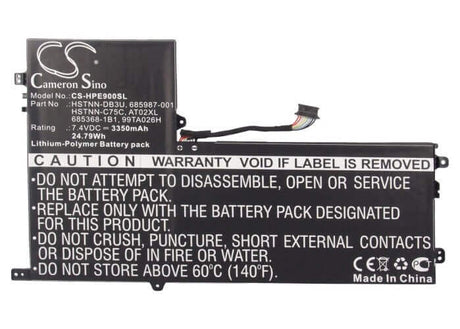 CS
Cameron Sino
Model No.: CS-HPE900SL
Replace: HSTNN-DB3U, 685987-001
HSTNN-C75C, AT02XL
685368-1B1, 99TA026H
Rating: 7.4VDC⎓ 3350mAh
24.79Wh
Lithium-Polymer Battery Pack
WARRANTY VOID IF LABEL IS REMOVED
•DO NOT ATTEMPT TO DISASSEMBLE, OPEN OR SERVICE
THE BATTERY PACK.
•REPLACE ONLY WITH THE BATTERY PACK DESIGNATED
FOR THIS PRODUCT.
•DO NOT CRUSH, PUNCTURE, SHORT EXTERNAL CONTACTS
OR DISPOSE OF IN FIRE OR WATER.
•DO NOT STORE ABOVE 60℃ (140℉).
Made In China